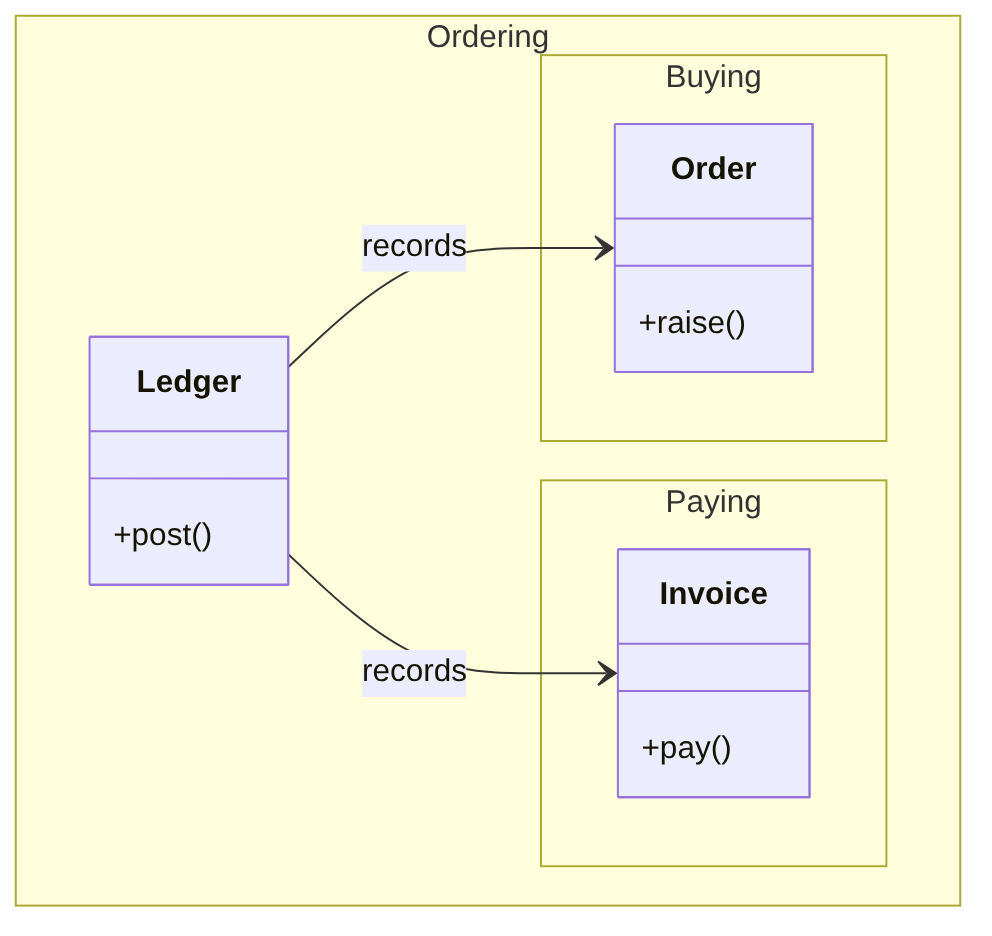 Ordering
Buying
Order
+raise()
records
Ledger
+post()
Paying
Invoice
+pay()
records